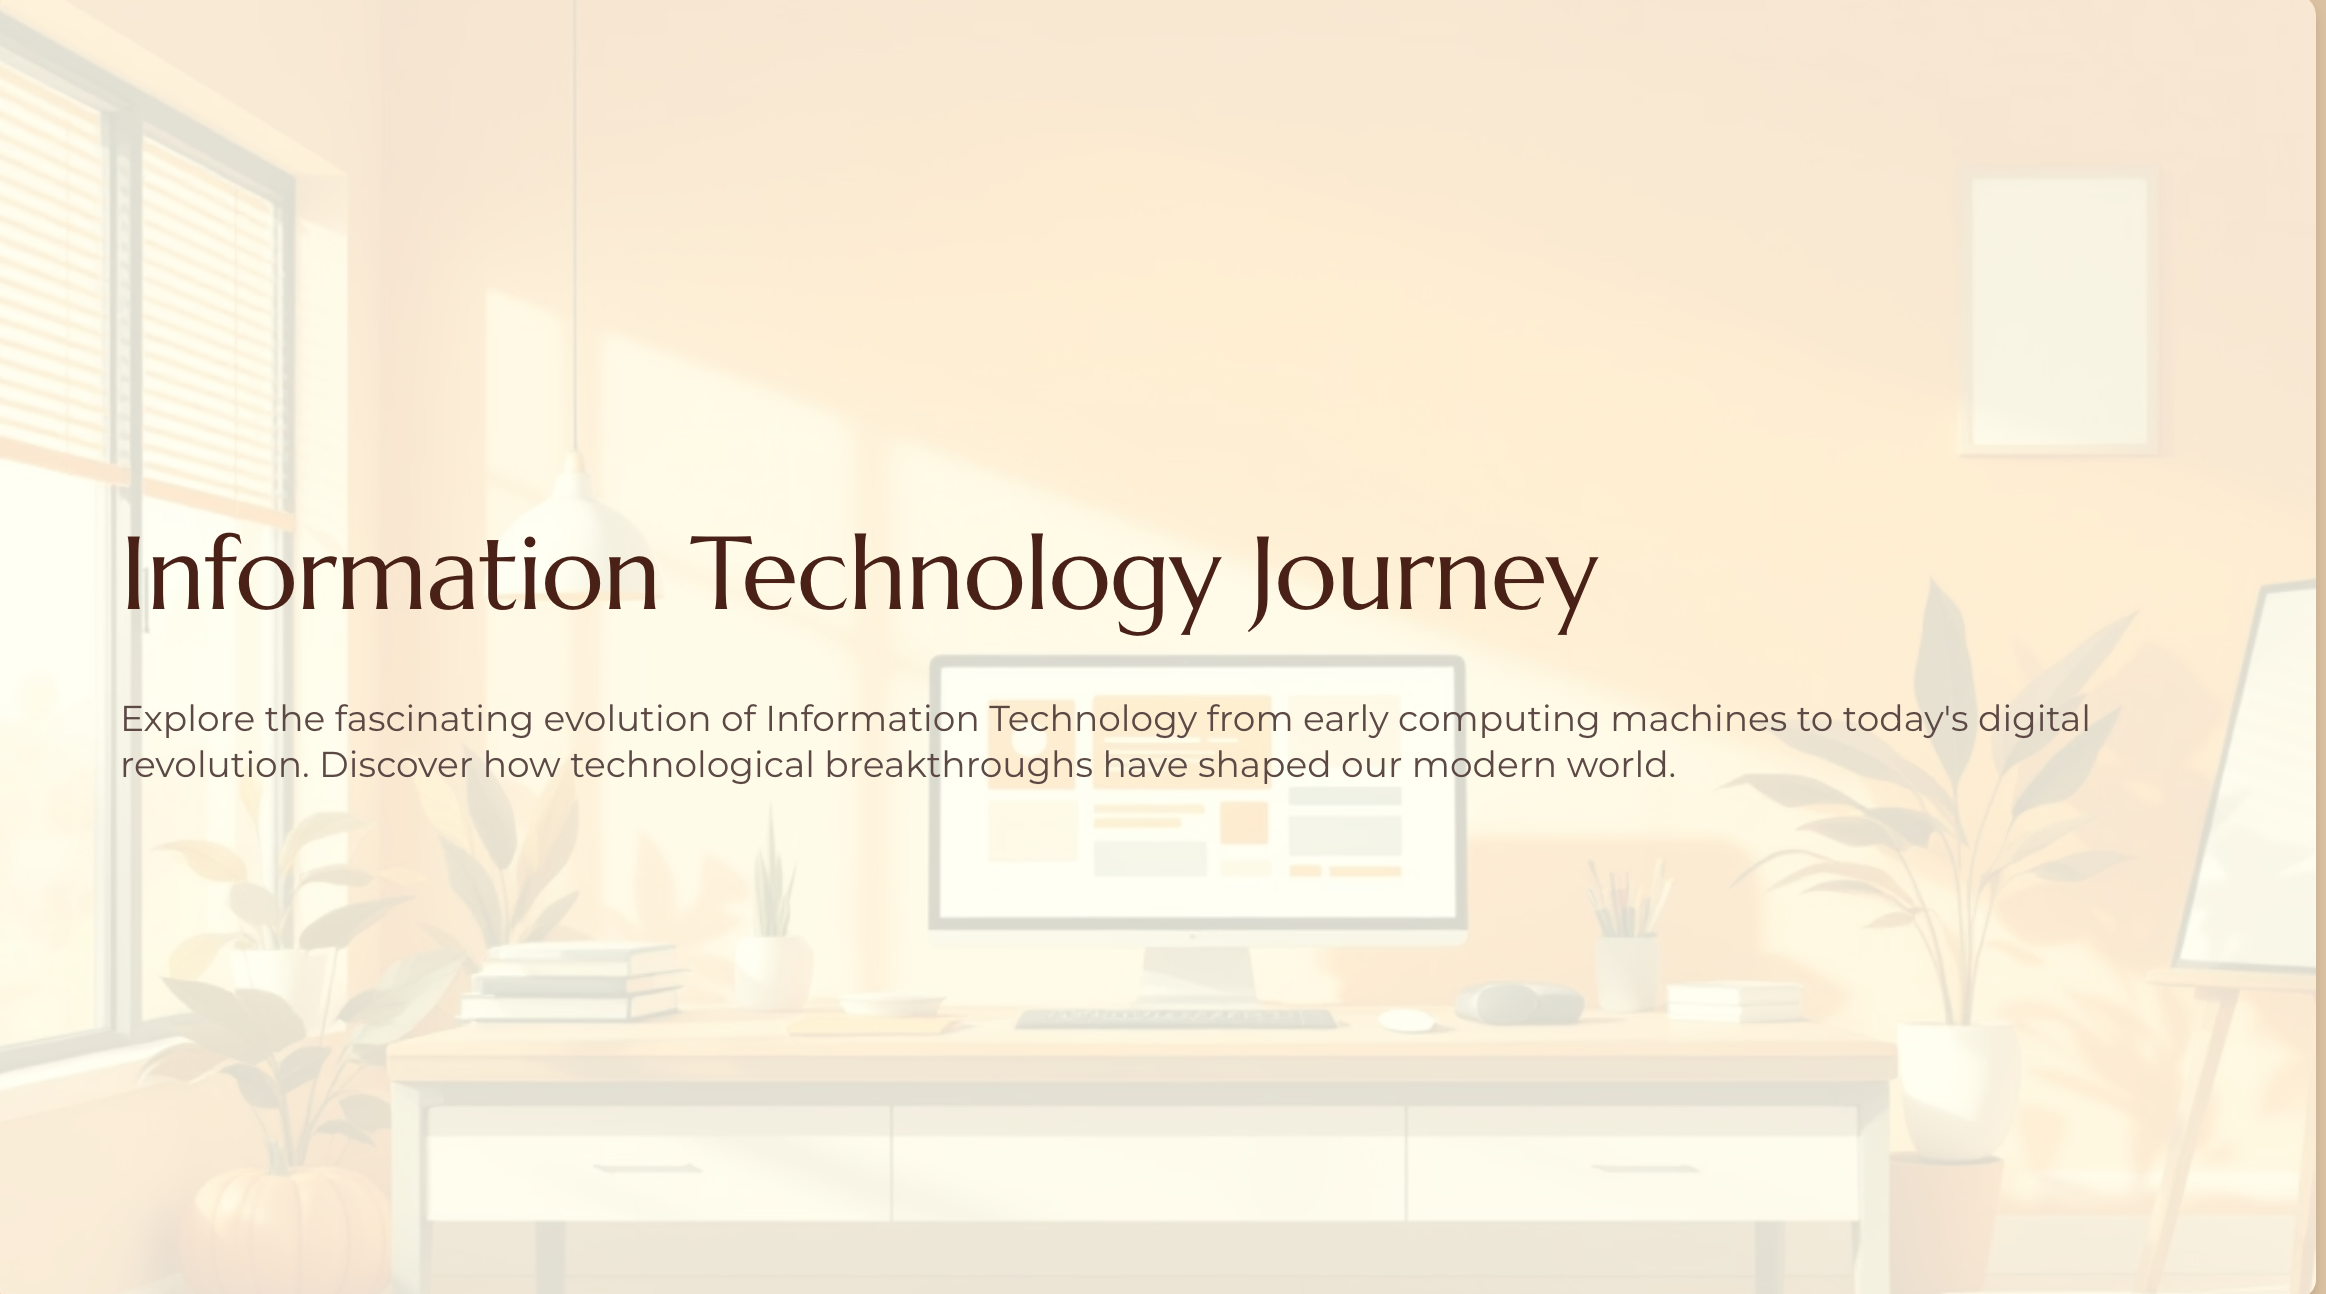 Information Technology Journey
Explore the fascinating evolution of Information Technology from early computing machines to today's digital
revolution. Discover how technological breakthroughs have shaped our modern world.